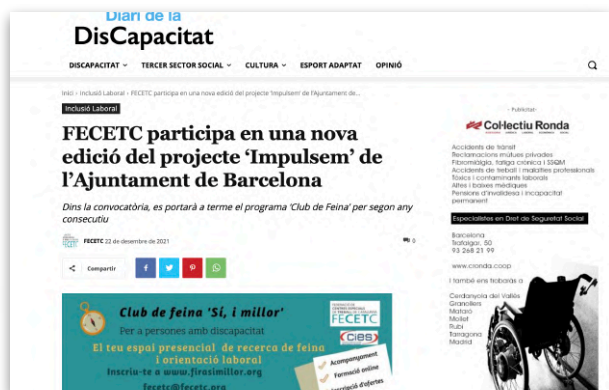 Diari de la
DisCapacitat
DISCAPACITAT
TERCER SECTOR SOCIAL
CULTURA
ESPORT ADAPTAT
OPINIÓ
Inici › Inclusió Laboral › FECETC participa en una nova edició del projecte 'Impulsem' de l'Ajuntament de...
Inclusió Laboral
FECETC participa en una nova
edició del projecte ‘Impulsem’ de
l’Ajuntament de Barcelona
Dins la convocatòria, es portarà a terme el programa ‘Club de Feina’ per segon any
consecutiu
FECETC 22 de desembre de 2021
0
Compartir
Club de feina 'Sí, i millor'
Per a persones amb discapacitat
El teu espai presencial de recerca de feina
i orientació laboral
Inscriu-te a www.firasimillor.org
fecetc@fecetc.org
FECETC
cies
Acompanyament
Formació online
d'ofertes
- Publicitat-
Col·lectiu Ronda
Accidents de trànsit
Reclamacions mútues privades
Fibromiàlgia, fatiga crònica i SSQM
Accidents de treball i malalties professionals
Tòxics i contaminants laborals
Altes i baixes mèdiques
Pensions d'invalidesa i incapacitat
permanent
Especialistes en Dret de Seguretat Social
Barcelona
Trafalgar, 50
93 268 21 99
www.cronda.coop
I també ens trobaràs a
Cerdanyola del Vallès
Granollers
Mataró
Mollet
Rubí
Tarragona
Madrid